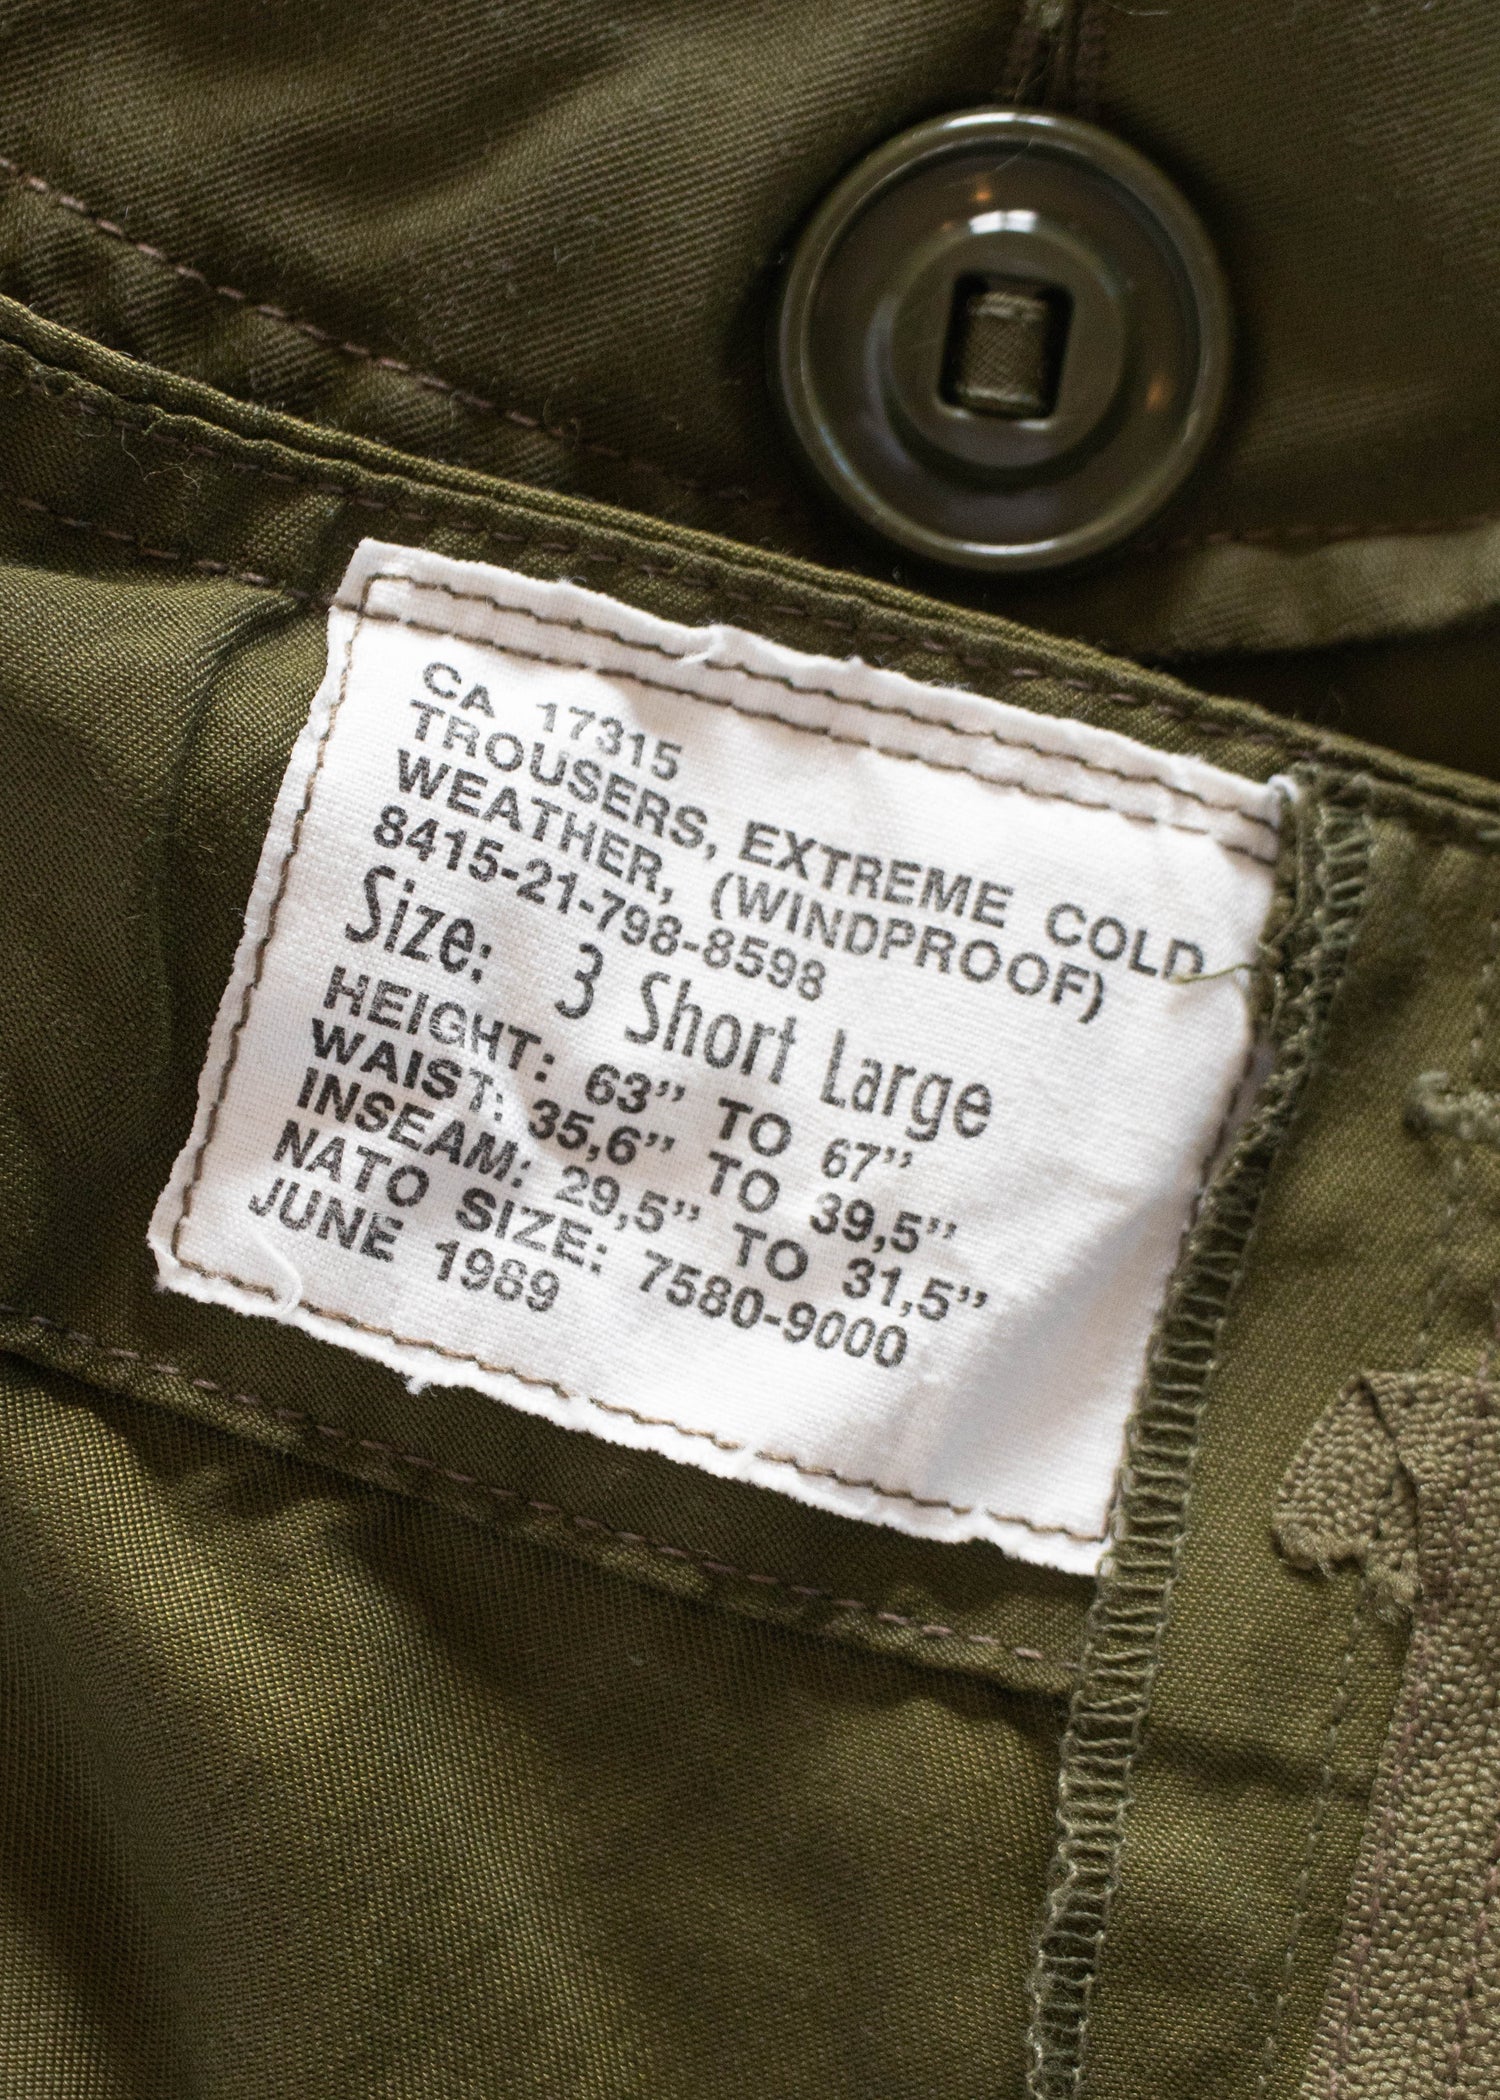 CA 17315
TROUSERS, EXTREME COLD
WEATHER, (WINDPROOF)
8415-21-798-8598
Size: 3 Short Large
HEIGHT: 63" TO 67"
WAIST: 35,6" TO 39,5"
INSEAM: 29,5" TO 31,5"
NATO SIZE: 7580-9000
JUNE 1989